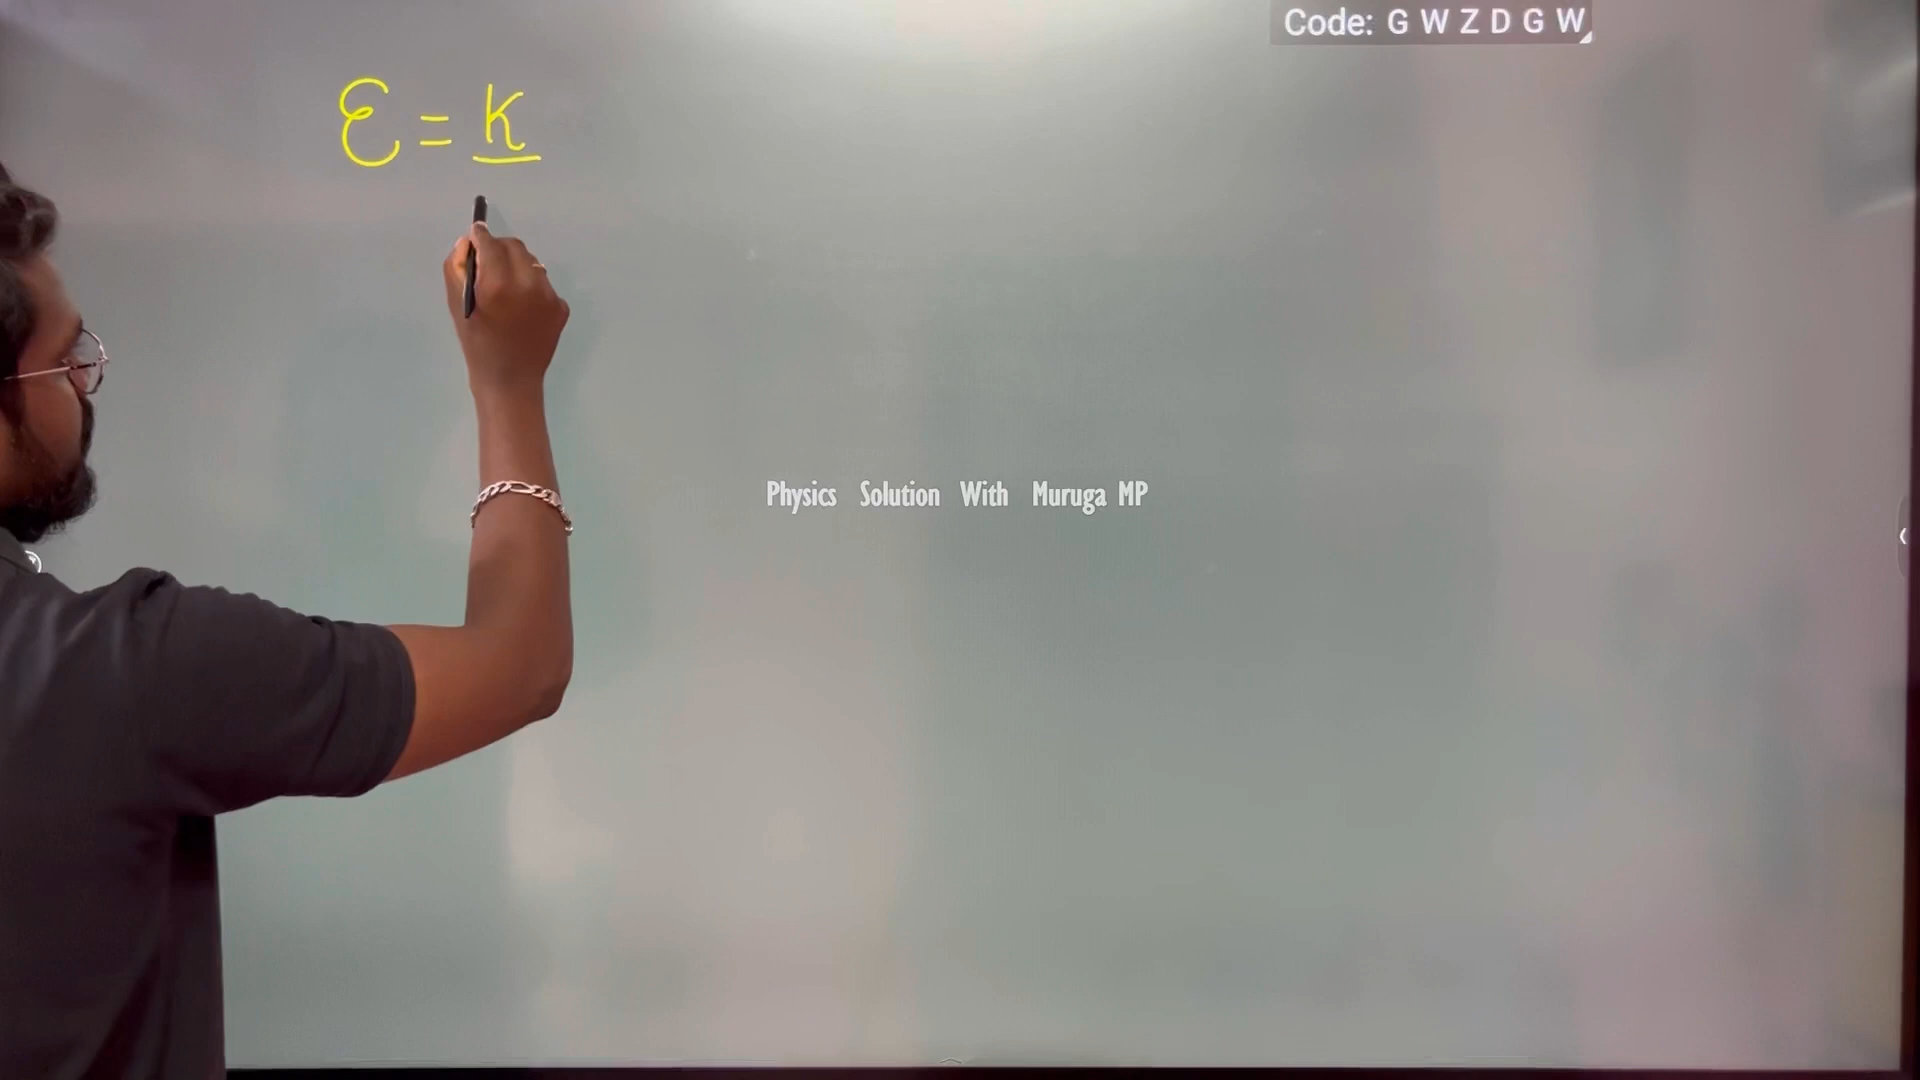 Code: G W Z D G W
ℰ = K
Physics Solution With Muruga MP